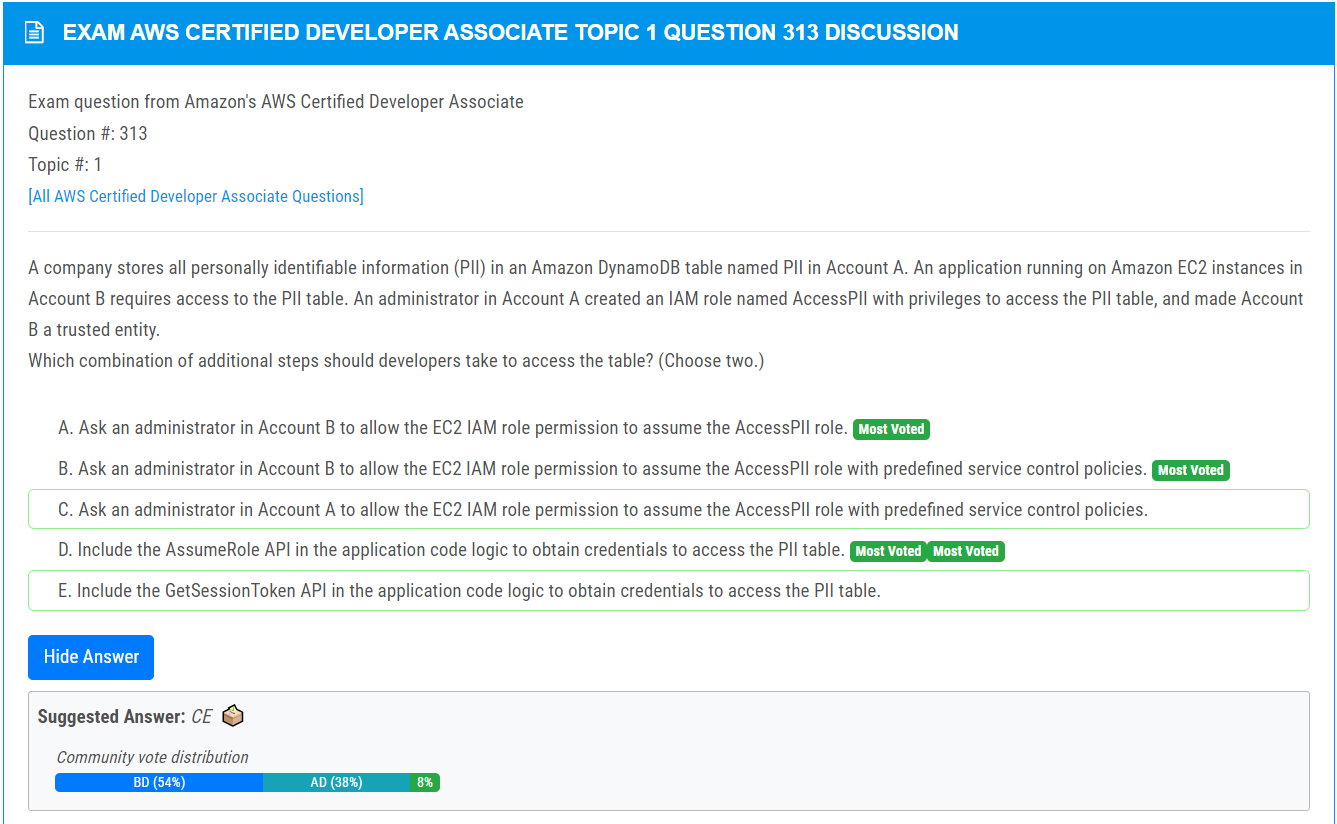 EXAM AWS CERTIFIED DEVELOPER ASSOCIATE TOPIC 1 QUESTION 313 DISCUSSION
Exam question from Amazon's AWS Certified Developer Associate
Question #: 313
Topic #: 1
[All AWS Certified Developer Associate Questions]
A company stores all personally identifiable information (PII) in an Amazon DynamoDB table named PII in Account A. An application running on Amazon EC2 instances in
Account B requires access to the PII table. An administrator in Account A created an IAM role named AccessPII with privileges to access the PII table, and made Account
B a trusted entity.
Which combination of additional steps should developers take to access the table? (Choose two.)
A. Ask an administrator in Account B to allow the EC2 IAM role permission to assume the AccessPII role. Most Voted
B. Ask an administrator in Account B to allow the EC2 IAM role permission to assume the AccessPII role with predefined service control policies. Most Voted
C. Ask an administrator in Account A to allow the EC2 IAM role permission to assume the AccessPII role with predefined service control policies.
D. Include the AssumeRole API in the application code logic to obtain credentials to access the PII table. Most Voted Most Voted
E. Include the GetSessionToken API in the application code logic to obtain credentials to access the PII table.
Hide Answer
Suggested Answer: CE
Community vote distribution
BD (54%) AD (38%) 8%